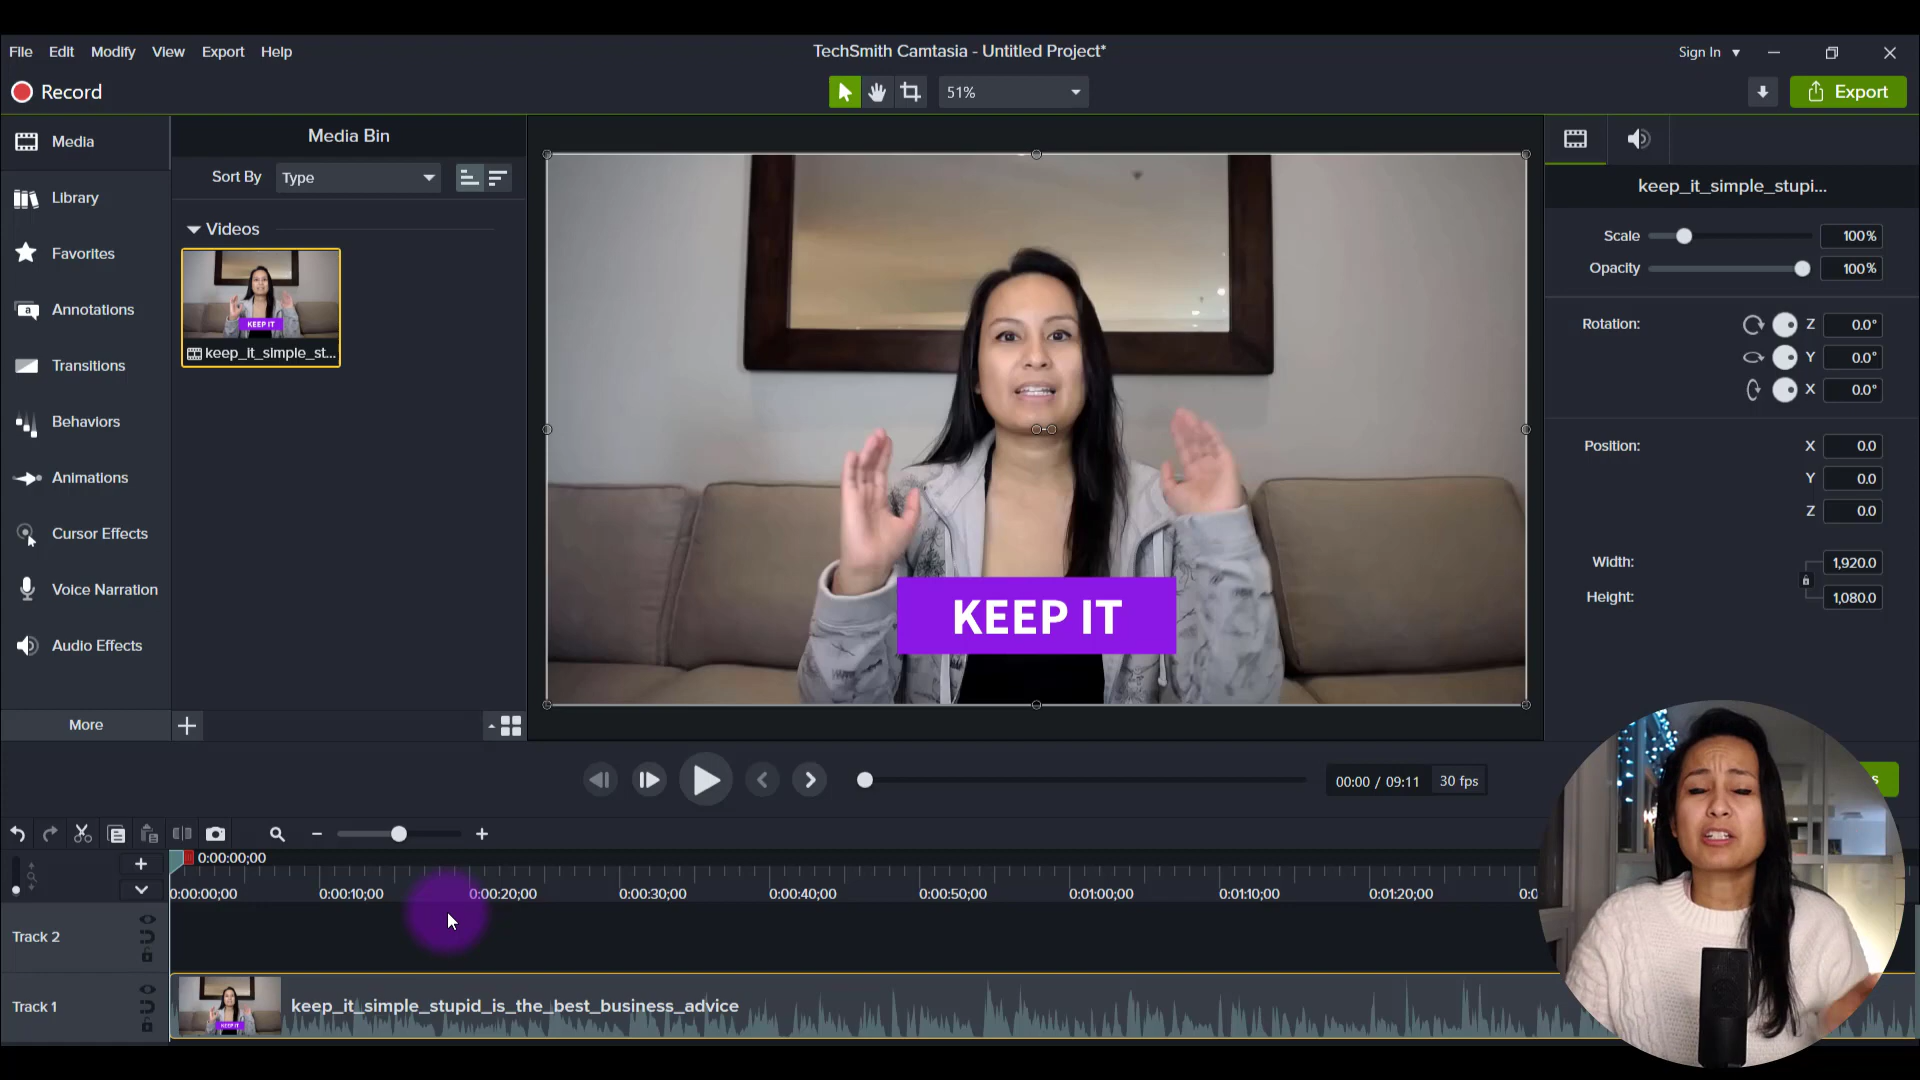 File Edit Modify View Export Help
TechSmith Camtasia - Untitled Project*
Sign In
Record
51%
Export
Media
Library
Favorites
Annotations
Transitions
Behaviors
Animations
Cursor Effects
Voice Narration
Audio Effects
More
Media Bin
Sort By Type
Videos
KEEP IT
keep_it_simple_st...
KEEP IT
keep_it_simple_stupi...
Scale 100%
Opacity 100%
Rotation: Z 0.0°
Y 0.0°
X 0.0°
Position: X 0.0
Y 0.0
Z 0.0
Width: 1,920.0
Height: 1,080.0
00:00 / 09:11 30 fps
0:00:00;00
0:00:00;00 0:00:10;00 0:00:20;00 0:00:30;00 0:00:40;00 0:00:50;00 0:01:00;00 0:01:10;00 0:01:20;00
Track 2
Track 1
KEEP IT
keep_it_simple_stupid_is_the_best_business_advice